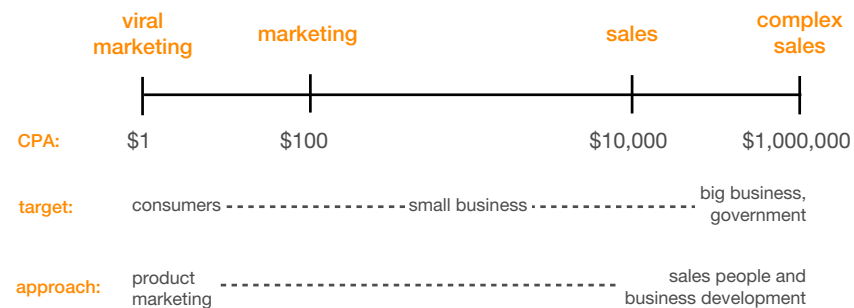 viral
marketing
marketing
sales
complex
sales
CPA: $1 $100 $10,000 $1,000,000
target: consumers small business big business,
government
approach: product
marketing
sales people and
business development